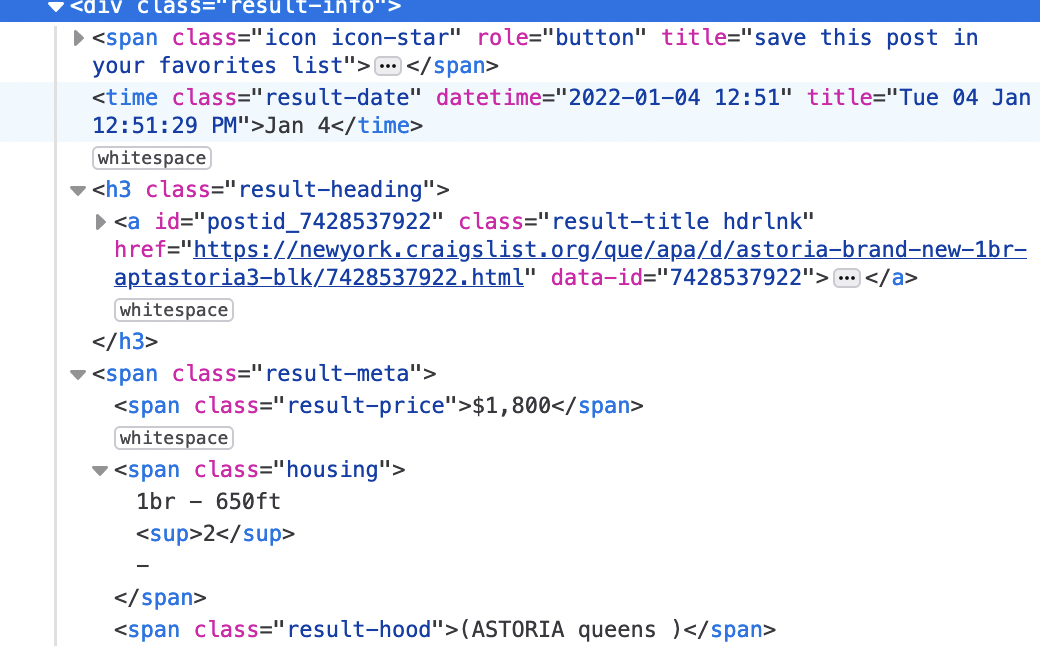 <div class="result-info">
<span class="icon icon-star" role="button" title="save this post in
your favorites list">…</span>
<time class="result-date" datetime="2022-01-04 12:51" title="Tue 04 Jan
12:51:29 PM">Jan 4</time>
whitespace
<h3 class="result-heading">
<a id="postid_7428537922" class="result-title hdrlnk"
href="https://newyork.craigslist.org/que/apa/d/astoria-brand-new-1br-
aptastoria3-blk/7428537922.html" data-id="7428537922">…</a>
whitespace
</h3>
<span class="result-meta">
<span class="result-price">$1,800</span>
whitespace
<span class="housing">
1br – 650ft
<sup>2</sup>
–
</span>
<span class="result-hood">(ASTORIA queens )</span>